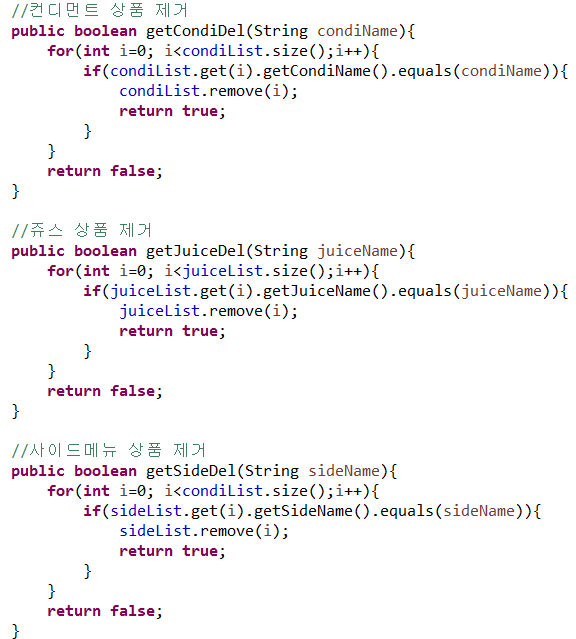 //컨디먼트 상품 제거
public boolean getCondiDel(String condiName){
    for(int i=0; i<condiList.size();i++){
        if(condiList.get(i).getCondiName().equals(condiName)){
            condiList.remove(i);
            return true;
        }
    }
    return false;
}

//쥬스 상품 제거
public boolean getJuiceDel(String juiceName){
    for(int i=0; i<juiceList.size();i++){
        if(juiceList.get(i).getJuiceName().equals(juiceName)){
            juiceList.remove(i);
            return true;
        }
    }
    return false;
}

//사이드메뉴 상품 제거
public boolean getSideDel(String sideName){
    for(int i=0; i<condiList.size();i++){
        if(sideList.get(i).getSideName().equals(sideName)){
            sideList.remove(i);
            return true;
        }
    }
    return false;
}